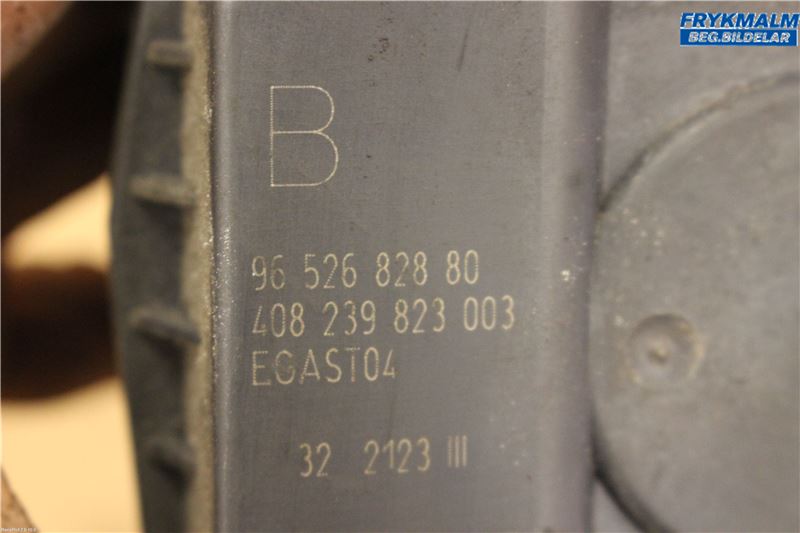 FRYKMALM
BEG.BILDELAR
B
96 526 828 80
408 239 823 003
EGAST04
32 2123 III